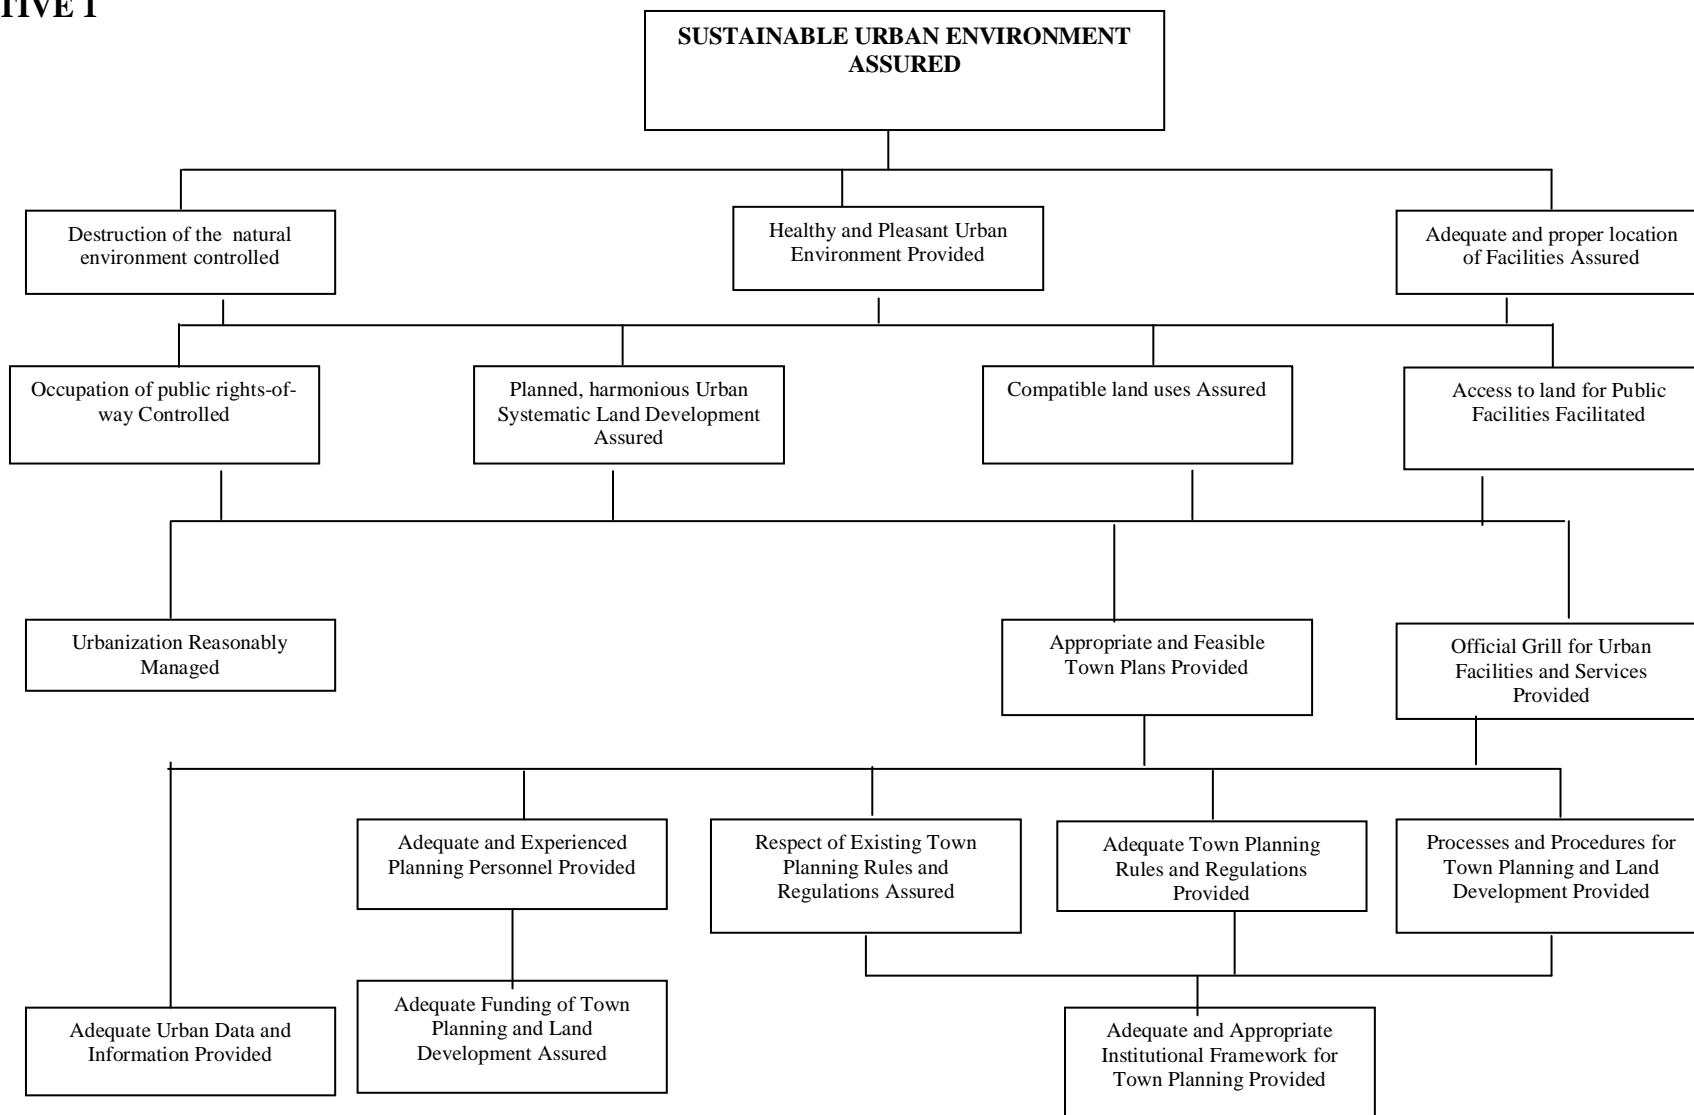 TIVE 1
SUSTAINABLE URBAN ENVIRONMENT
ASSURED
Destruction of the natural
environment controlled
Healthy and Pleasant Urban
Environment Provided
Adequate and proper location
of Facilities Assured
Occupation of public rights-of-
way Controlled
Planned, harmonious Urban
Systematic Land Development
Assured
Compatible land uses Assured
Access to land for Public
Facilities Facilitated
Urbanization Reasonably
Managed
Appropriate and Feasible
Town Plans Provided
Official Grill for Urban
Facilities and Services
Provided
Adequate and Experienced
Planning Personnel Provided
Respect of Existing Town
Planning Rules and
Regulations Assured
Adequate Town Planning
Rules and Regulations
Provided
Processes and Procedures for
Town Planning and Land
Development Provided
Adequate Urban Data and
Information Provided
Adequate Funding of Town
Planning and Land
Development Assured
Adequate and Appropriate
Institutional Framework for
Town Planning Provided